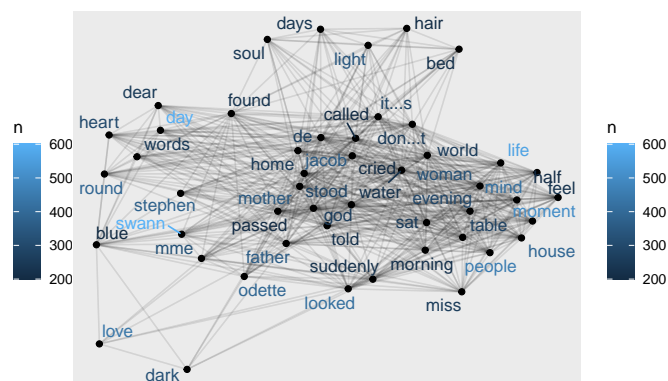 days
hair
soul
light
bed
dear
found
it...s
day
called
heart
words
de
don...t
n
n
world
life
home
jacob
cried
600
600
woman
half
round
stood
water
mind
feel
500
500
stephen
mother
evening
moment
400
400
swann
passed
god
sat
table
blue
told
300
300
mme
father
house
suddenly
morning
people
200
200
odette
looked
miss
love
dark